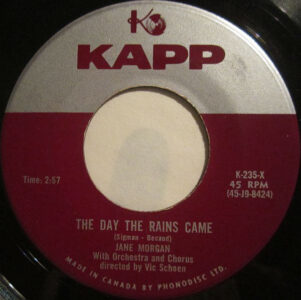 K
KAPP
Time: 2:57
K-235-X
45 RPM
(45-J9-8424)
THE DAY THE RAINS CAME
(Sigman - Becaud)
JANE MORGAN
With Orchestra and Chorus
directed by Vic Schoen
MADE IN CANADA BY PHONODISC LTD.